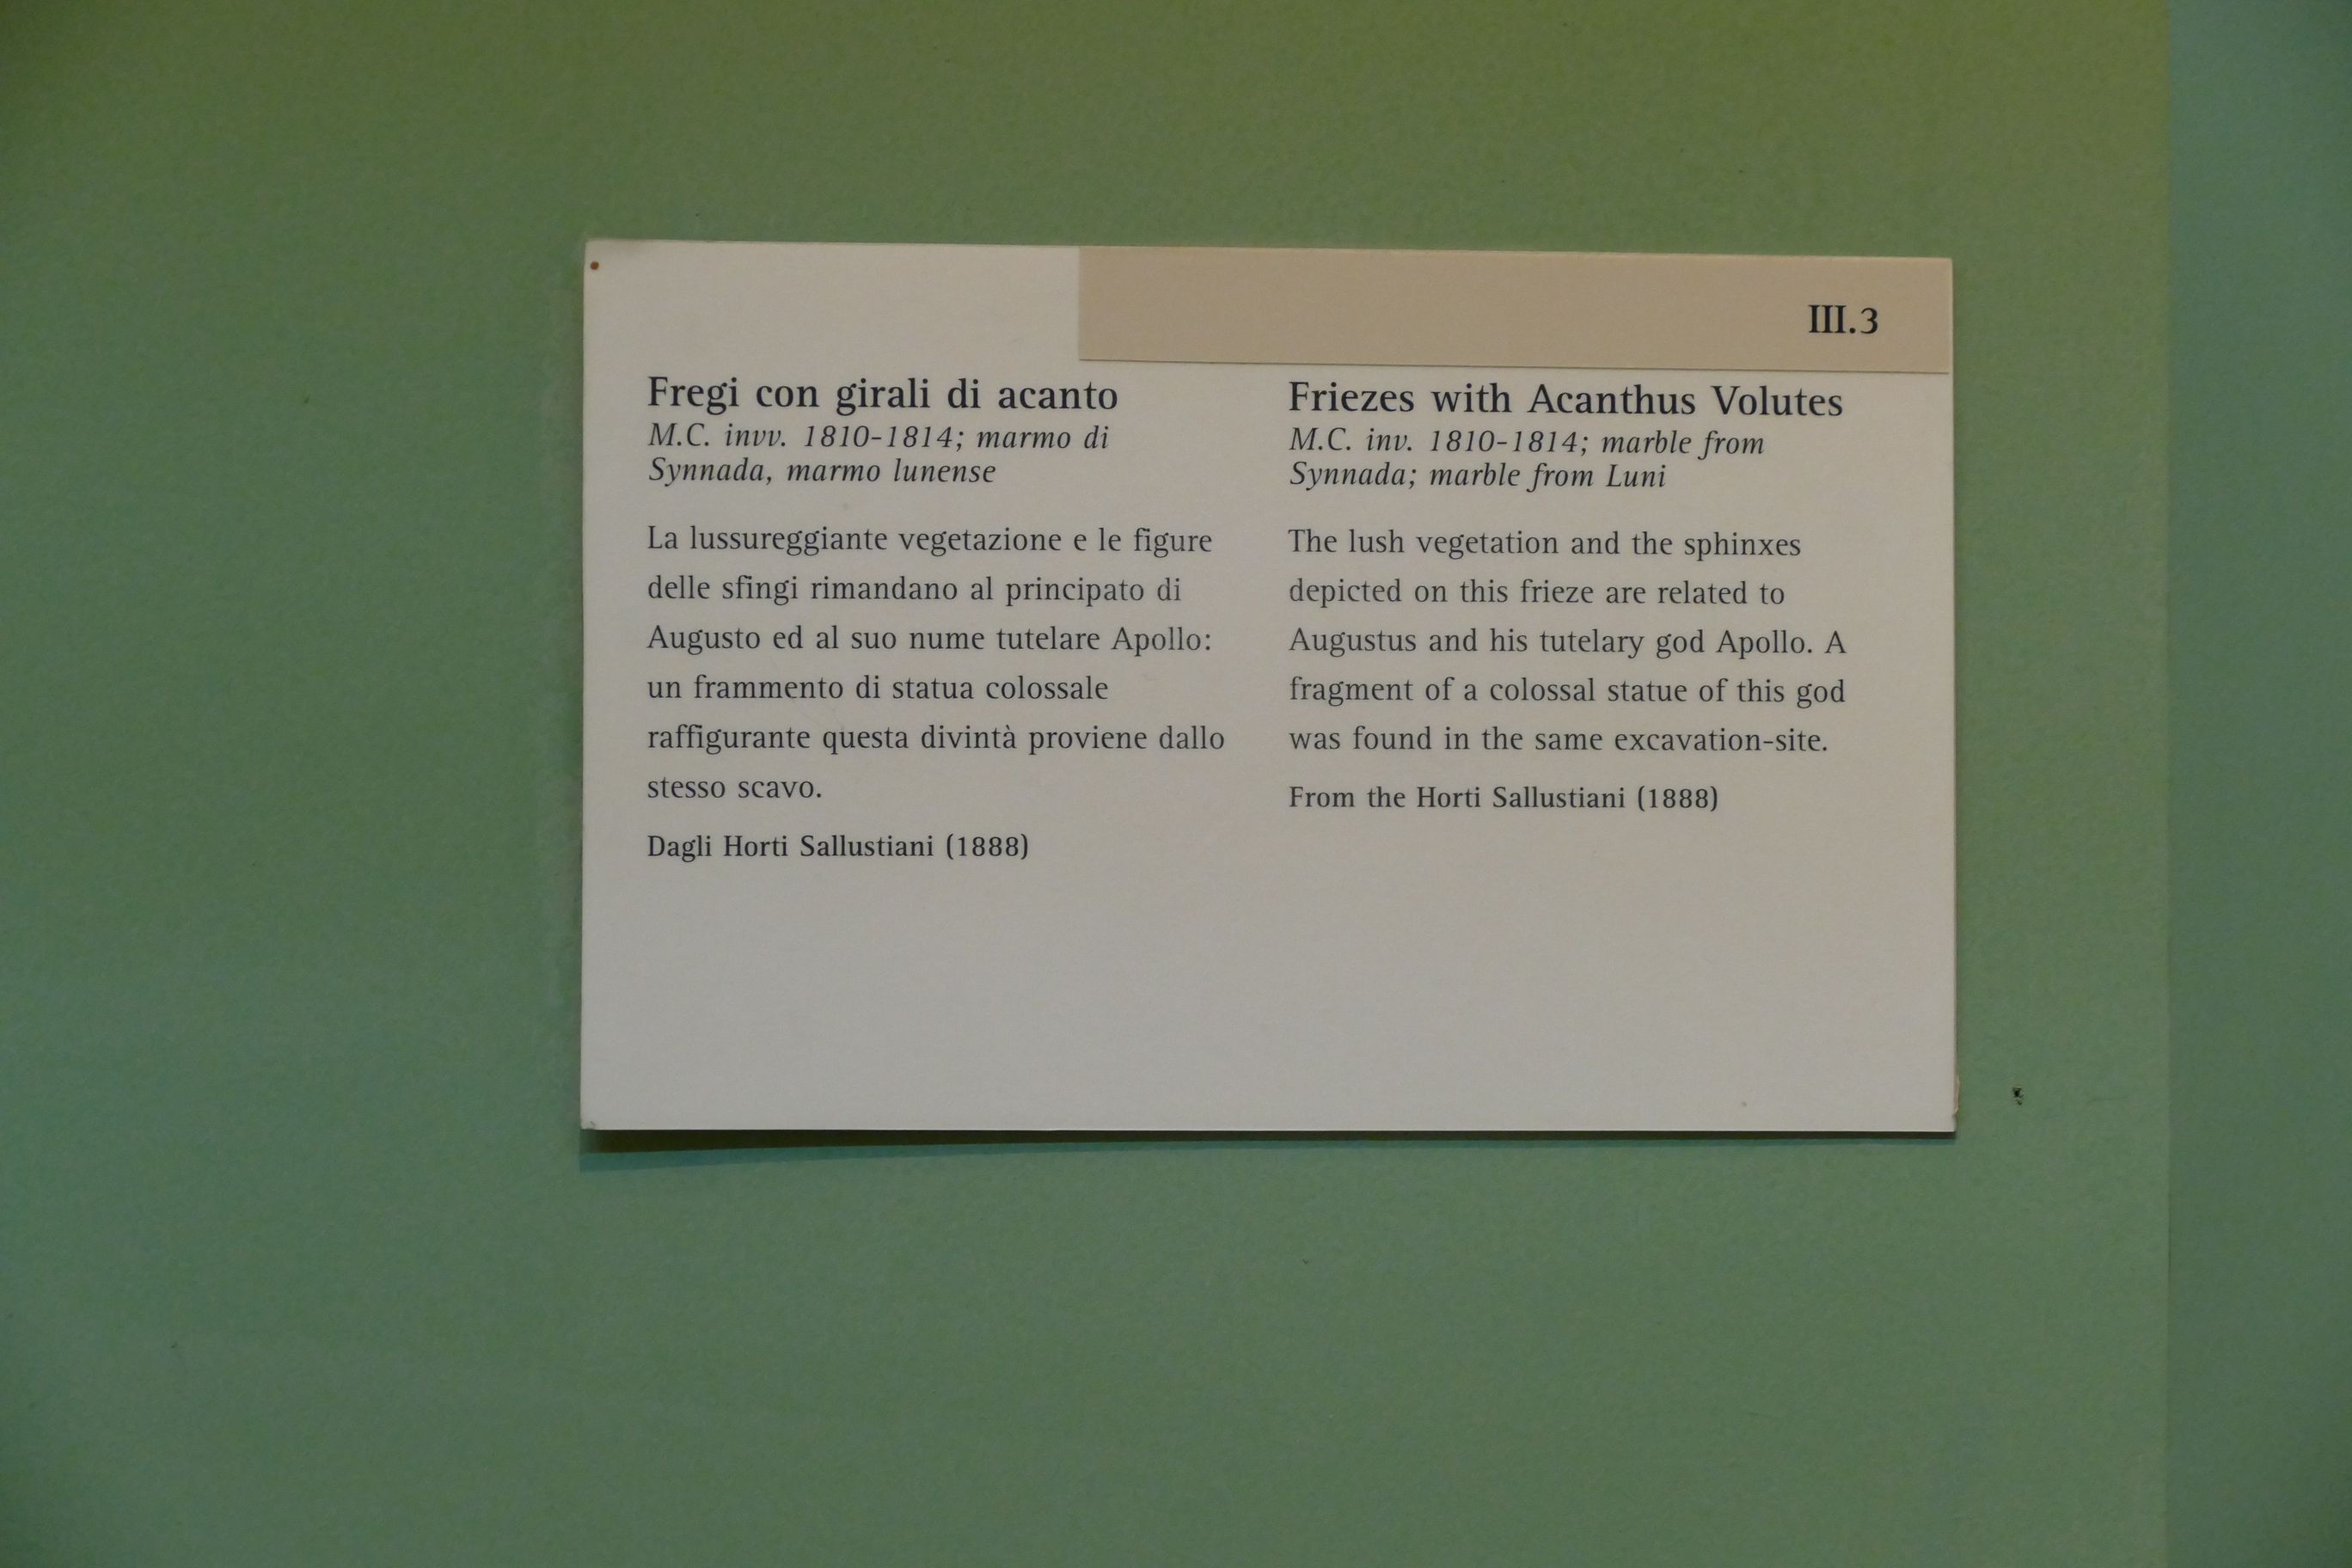 III.3
Fregi con girali di acanto
M.C. invv. 1810-1814; marmo di
Synnada, marmo lunense
La lussureggiante vegetazione e le figure
delle sfingi rimandano al principato di
Augusto ed al suo nume tutelare Apollo:
un frammento di statua colossale
raffigurante questa divintà proviene dallo
stesso scavo.
Dagli Horti Sallustiani (1888)
Friezes with Acanthus Volutes
M.C. inv. 1810-1814; marble from
Synnada; marble from Luni
The lush vegetation and the sphinxes
depicted on this frieze are related to
Augustus and his tutelary god Apollo. A
fragment of a colossal statue of this god
was found in the same excavation-site.
From the Horti Sallustiani (1888)